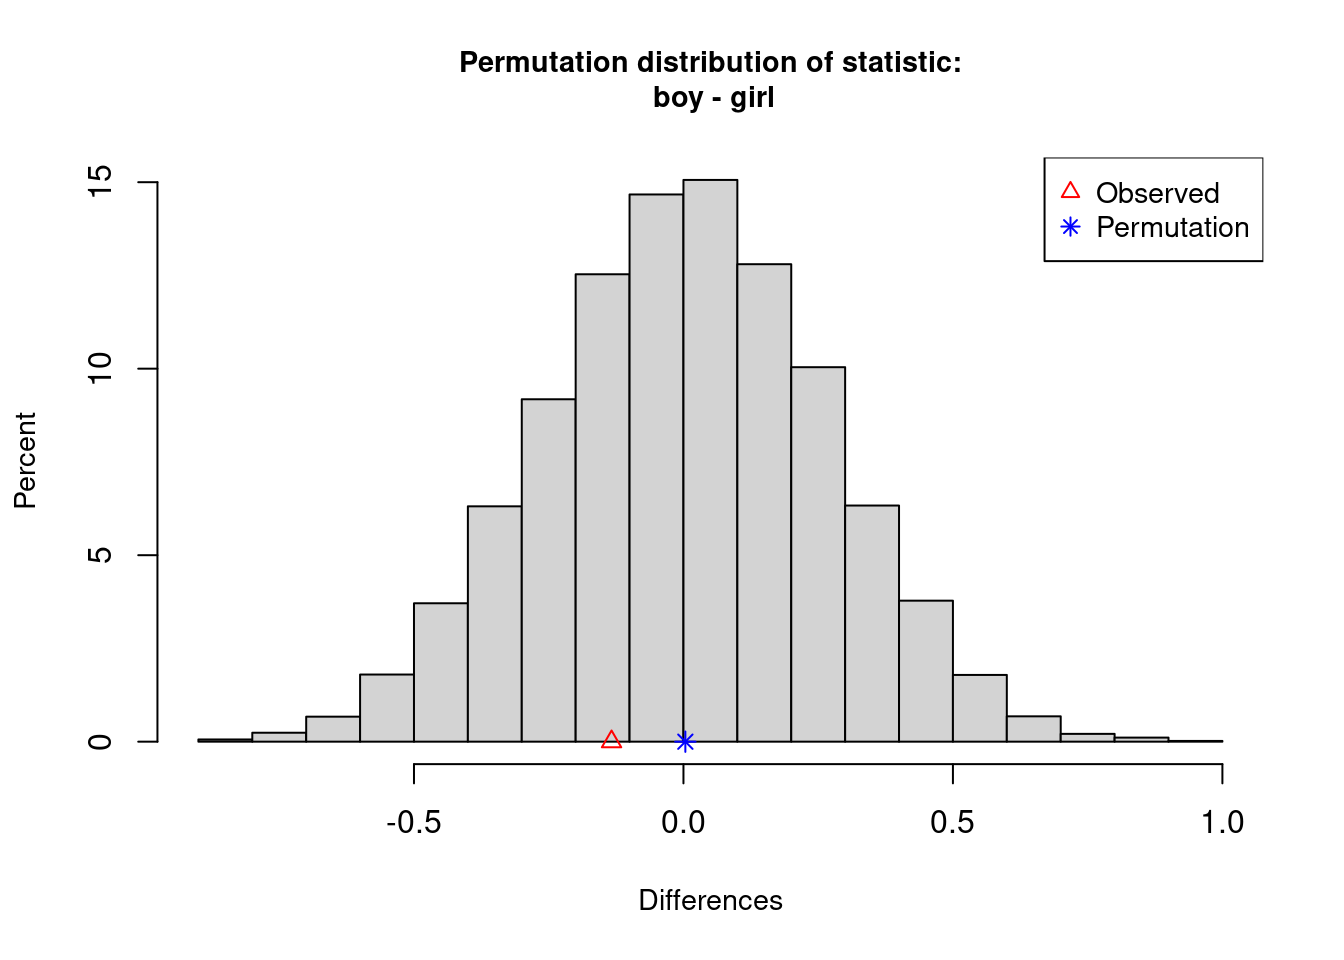 Permutation distribution of statistic:
boy - girl
Observed
Permutation
15
10
5
0
Percent
-0.5 0.0 0.5 1.0
Differences